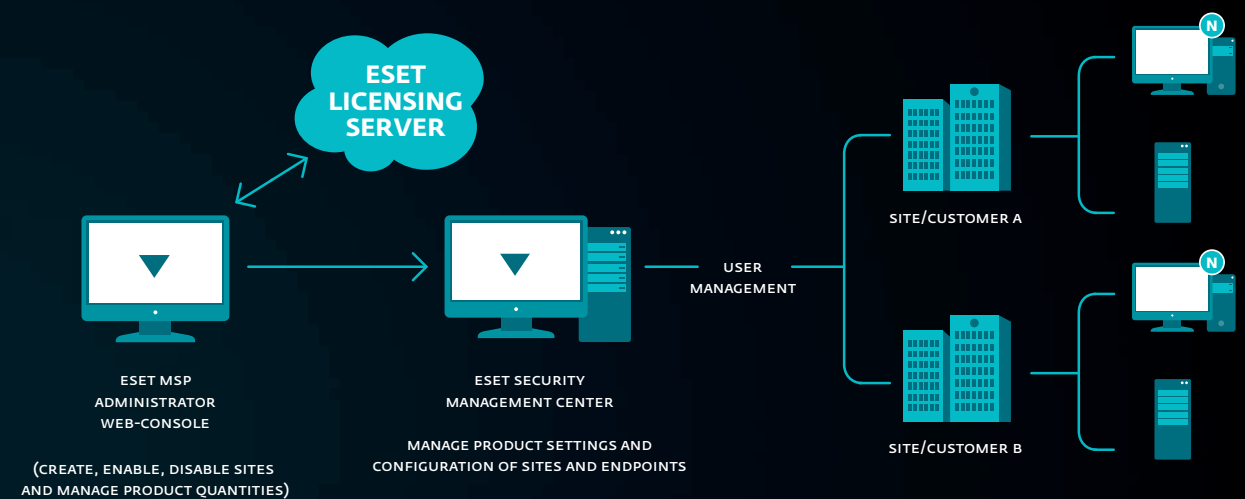 ESET
LICENSING
SERVER
N
SITE/CUSTOMER A
USER
MANAGEMENT
N
ESET MSP
ADMINISTRATOR
WEB-CONSOLE
(CREATE, ENABLE, DISABLE SITES
AND MANAGE PRODUCT QUANTITIES)
ESET SECURITY
MANAGEMENT CENTER
MANAGE PRODUCT SETTINGS AND
CONFIGURATION OF SITES AND ENDPOINTS
SITE/CUSTOMER B